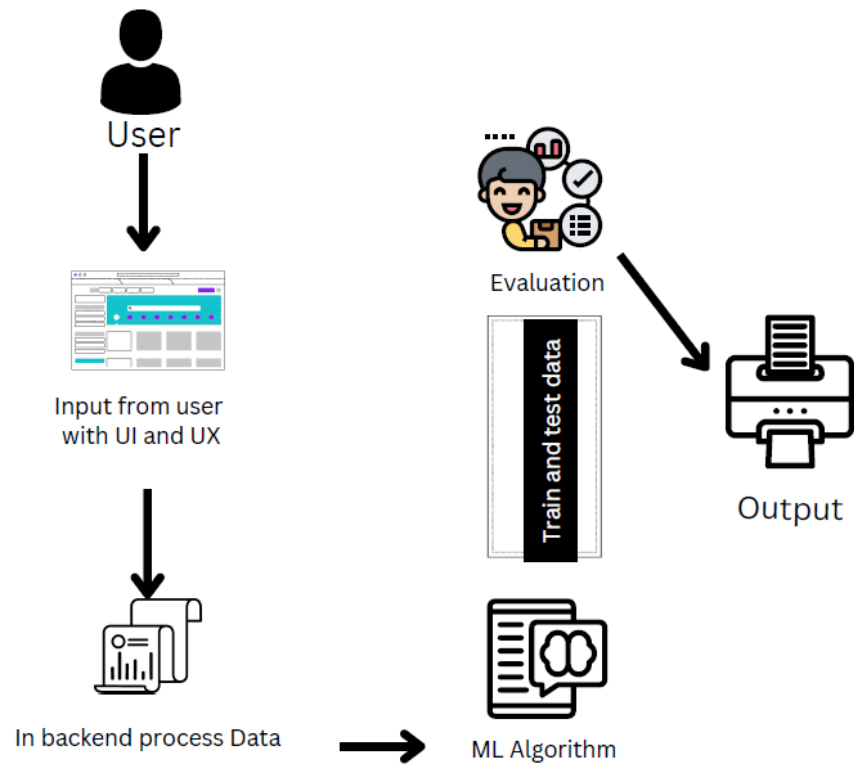 User
Input from user
with UI and UX
In backend process Data
ML Algorithm
Train and test data
Evaluation
Output